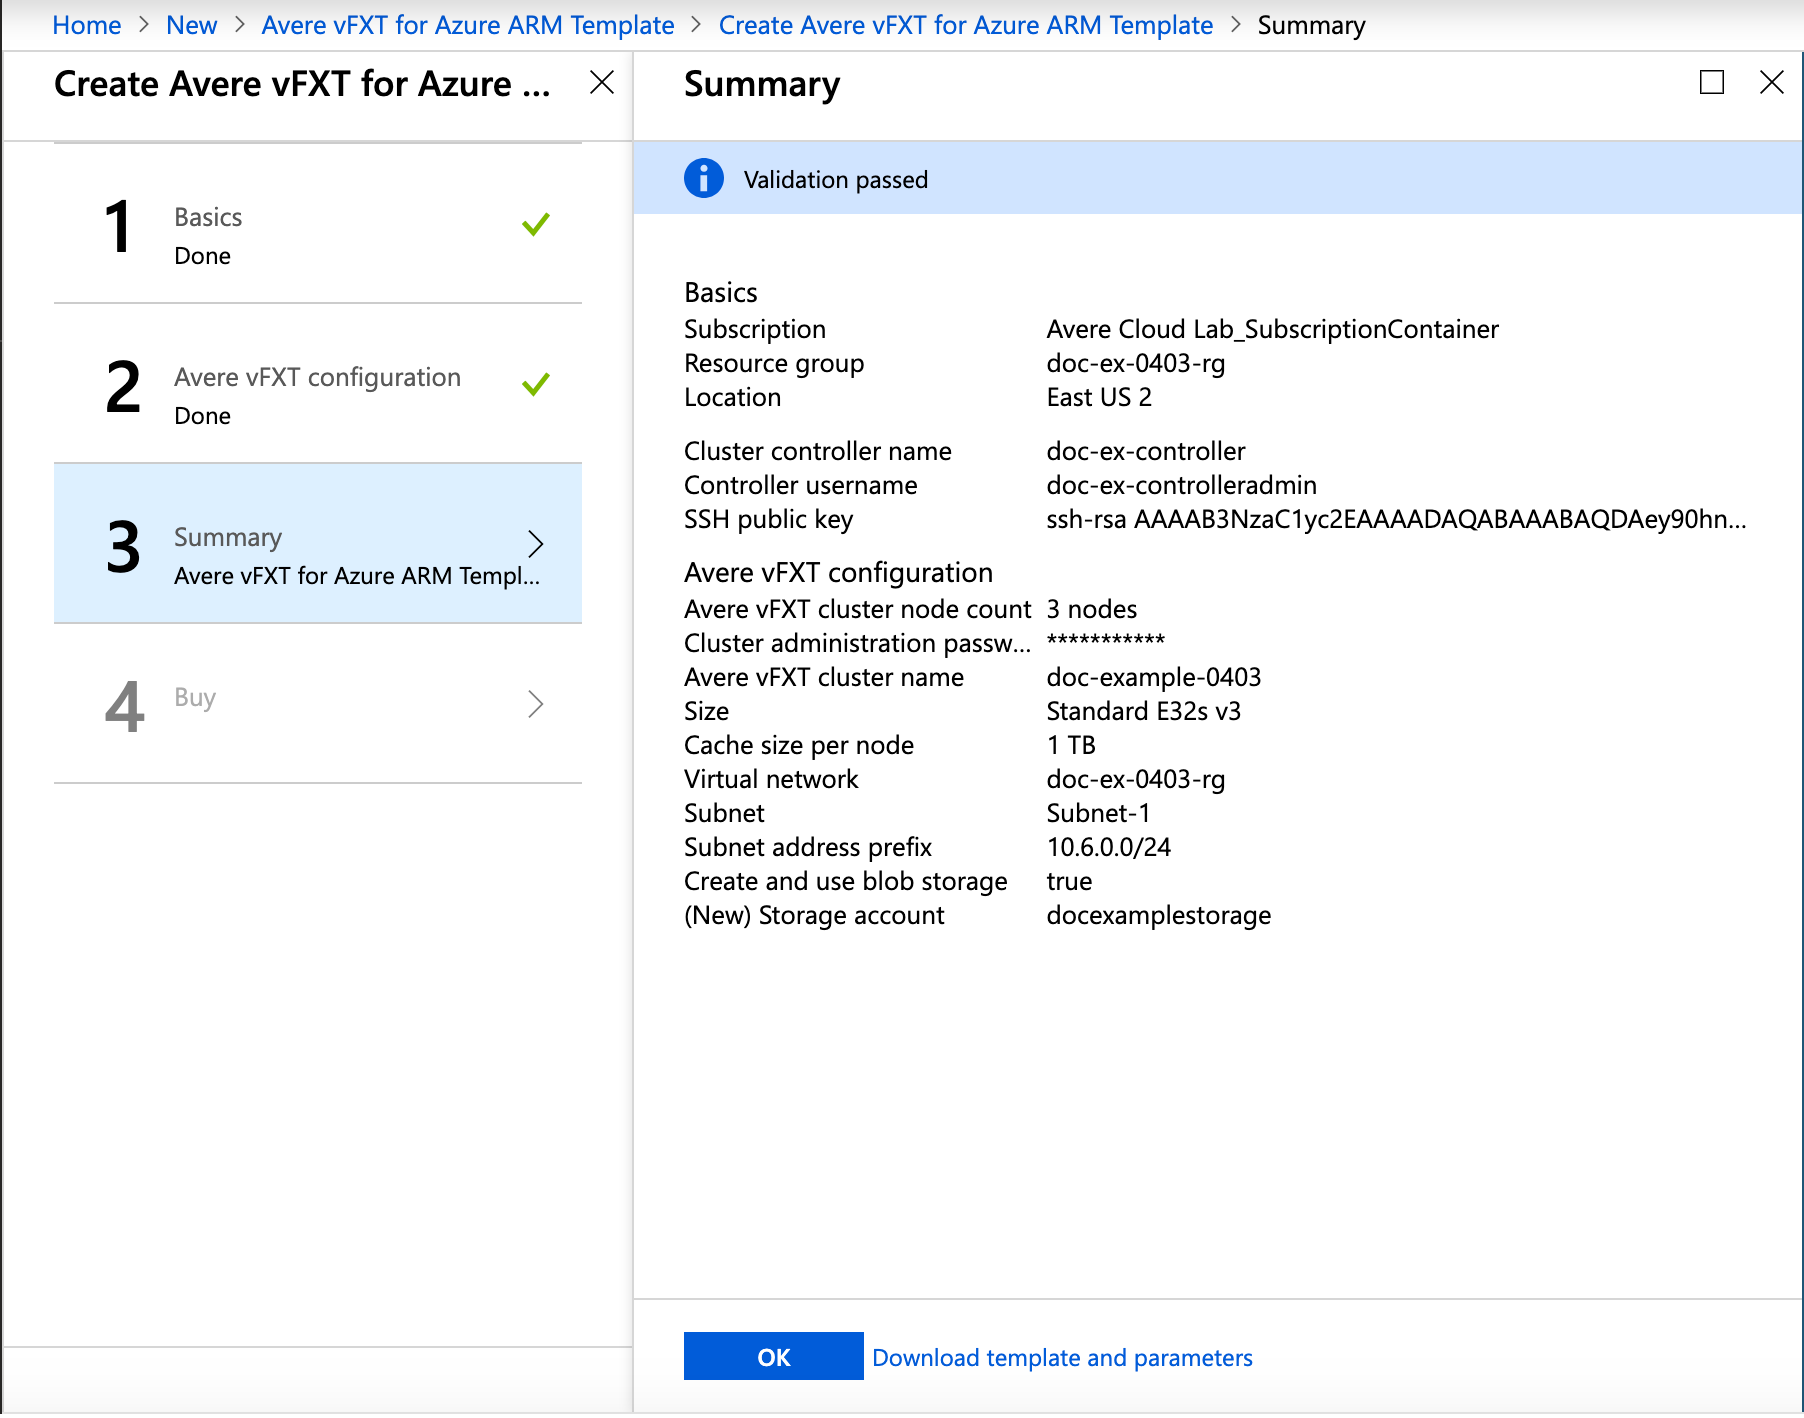 Home > New > Avere vFXT for Azure ARM Template > Create Avere vFXT for Azure ARM Template > Summary
Create Avere vFXT for Azure ...
1
Basics
Done
2
Avere vFXT configuration
Done
3
Summary
Avere vFXT for Azure ARM Templ...
4
Buy
Summary
Validation passed
Basics
Subscription Avere Cloud Lab_SubscriptionContainer
Resource group doc-ex-0403-rg
Location East US 2
Cluster controller name doc-ex-controller
Controller username doc-ex-controlleradmin
SSH public key ssh-rsa AAAAB3NzaC1yc2EAAAADAQABAAABAQDAey90hn...
Avere vFXT configuration
Avere vFXT cluster node count 3 nodes
Cluster administration passw... ***********
Avere vFXT cluster name doc-example-0403
Size Standard E32s v3
Cache size per node 1 TB
Virtual network doc-ex-0403-rg
Subnet Subnet-1
Subnet address prefix 10.6.0.0/24
Create and use blob storage true
(New) Storage account docexamplestorage
OK Download template and parameters